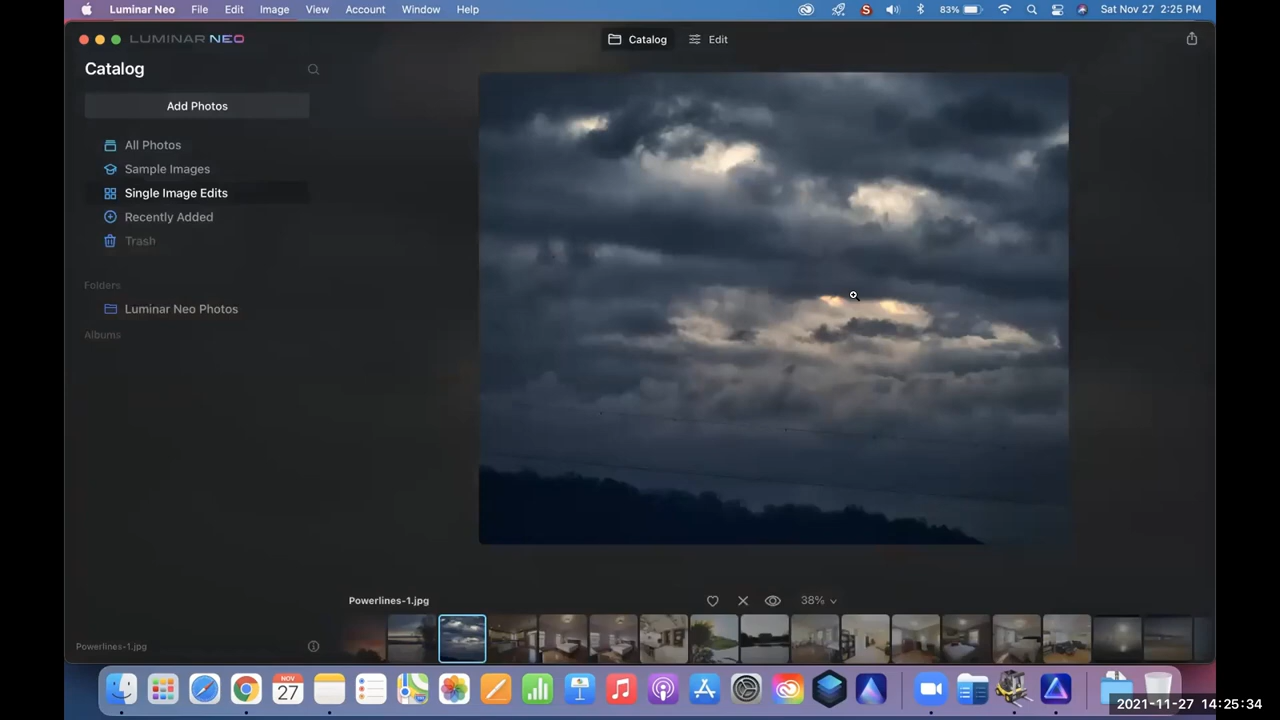 Luminar Neo File Edit Image View Account Window Help 83% Sat Nov 27 2:25 PM
LUMINAR NEO Catalog Edit
Catalog
Add Photos
All Photos
Sample Images
Single Image Edits
Recently Added
Trash
Folders
Luminar Neo Photos
Albums
Powerlines-1.jpg 38%
Powerlines-1.jpg
NOV
27
2021-11-27 14:25:34